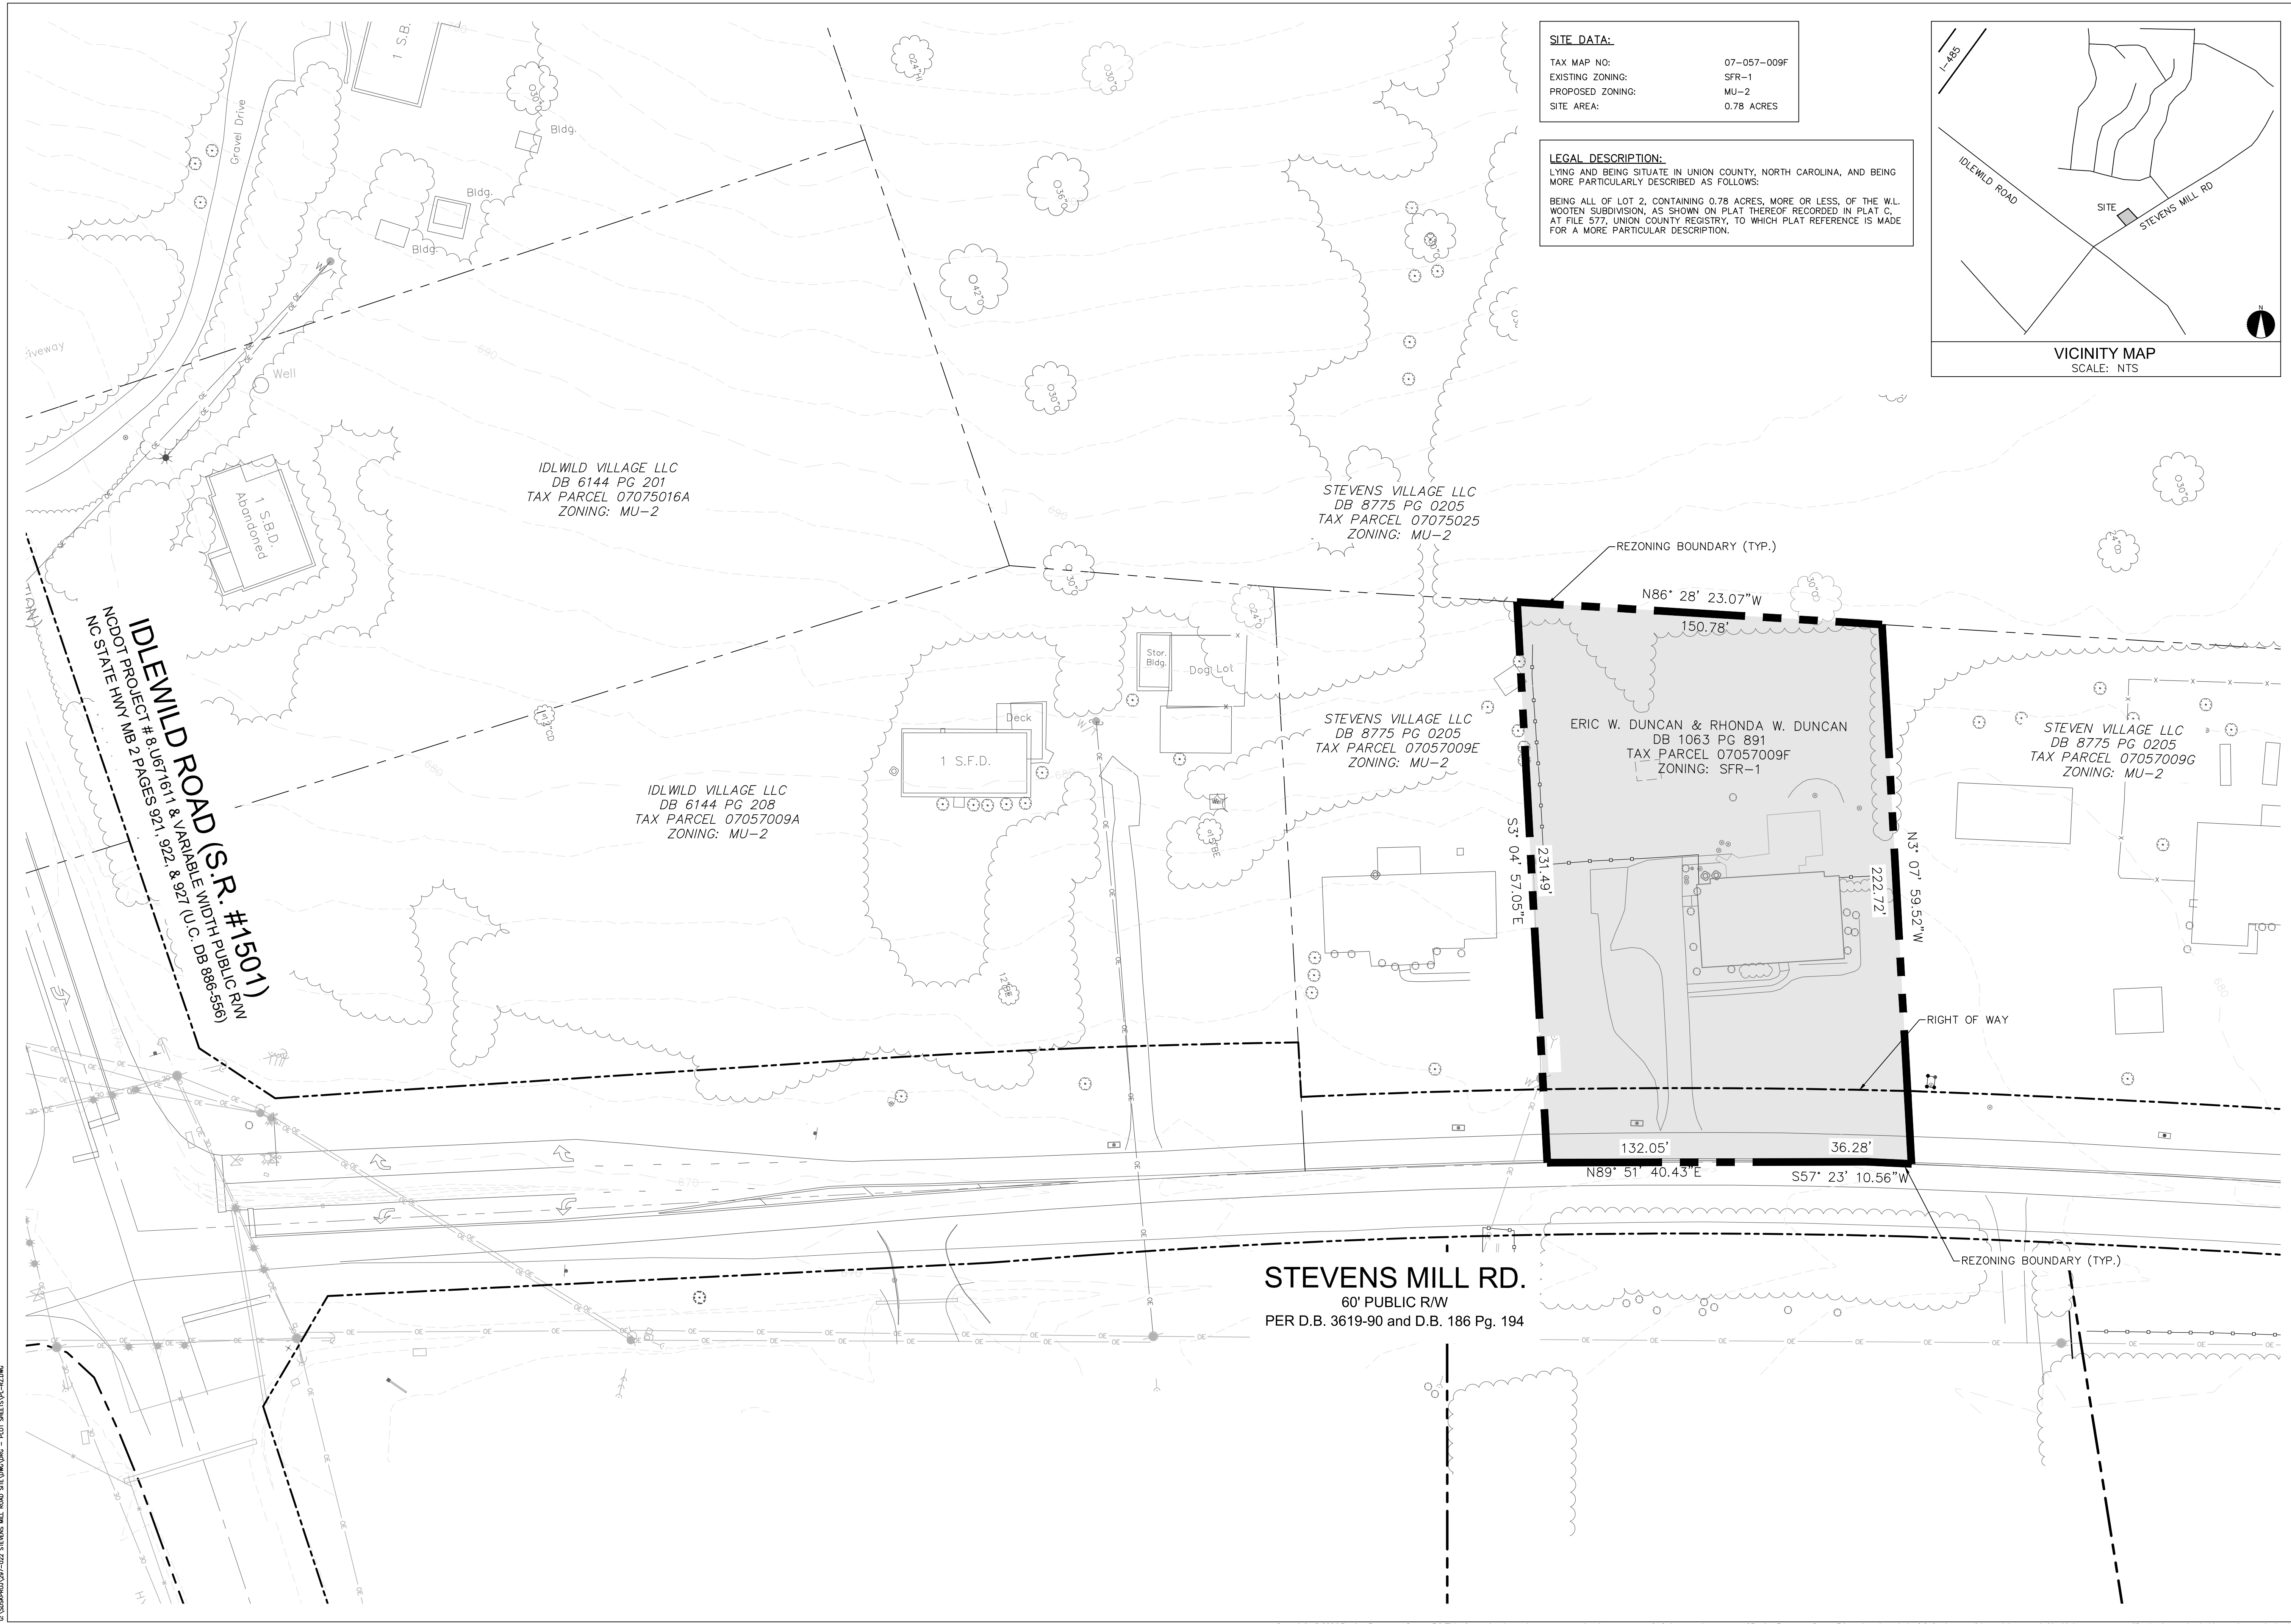 SITE DATA:
TAX MAP NO: 07-057-009F
EXISTING ZONING: SFR-1
PROPOSED ZONING: MU-2
SITE AREA: 0.78 ACRES
LEGAL DESCRIPTION:
LYING AND BEING SITUATE IN UNION COUNTY, NORTH CAROLINA, AND BEING
MORE PARTICULARLY DESCRIBED AS FOLLOWS:
BEING ALL OF LOT 2, CONTAINING 0.78 ACRES, MORE OR LESS, OF THE W.L.
WOOTEN SUBDIVISION, AS SHOWN ON PLAT THEREOF RECORDED IN PLAT C,
AT FILE 577, UNION COUNTY REGISTRY, TO WHICH PLAT REFERENCE IS MADE
FOR A MORE PARTICULAR DESCRIPTION.
I-485
IDLEWILD ROAD
SITE
STEVENS MILL RD
N
VICINITY MAP
SCALE: NTS
1 S.B.
Gravel Drive
Bldg.
Bldg.
Bldg.
Well
1 S.B.D.
Abandoned
IDLWILD VILLAGE LLC
DB 6144 PG 201
TAX PARCEL 07075016A
ZONING: MU-2
STEVENS VILLAGE LLC
DB 8775 PG 0205
TAX PARCEL 07075025
ZONING: MU-2
REZONING BOUNDARY (TYP.)
N86° 28' 23.07"W
150.78'
IDLEWILD ROAD (S.R. #1501)
NCDOT PROJECT # 8.U671611 & VARIABLE WIDTH PUBLIC R/W
NC STATE HWY MB 2 PAGES 921, 922, & 927 (U.C. DB 886-556)
Stor.
Bldg.
Dog Lot
Deck
1 S.F.D.
Well
IDLWILD VILLAGE LLC
DB 6144 PG 208
TAX PARCEL 07057009A
ZONING: MU-2
STEVENS VILLAGE LLC
DB 8775 PG 0205
TAX PARCEL 07057009E
ZONING: MU-2
ERIC W. DUNCAN & RHONDA W. DUNCAN
DB 1063 PG 891
TAX PARCEL 07057009F
ZONING: SFR-1
STEVEN VILLAGE LLC
DB 8775 PG 0205
TAX PARCEL 07057009G
ZONING: MU-2
S3° 04' 57.05"E
231.49'
222.72'
N3° 07' 59.52"W
RIGHT OF WAY
132.05'
36.28'
N89° 51' 40.43"E
S57° 23' 10.56"W
REZONING BOUNDARY (TYP.)
STEVENS MILL RD.
60' PUBLIC R/W
PER D.B. 3619-90 and D.B. 186 Pg. 194